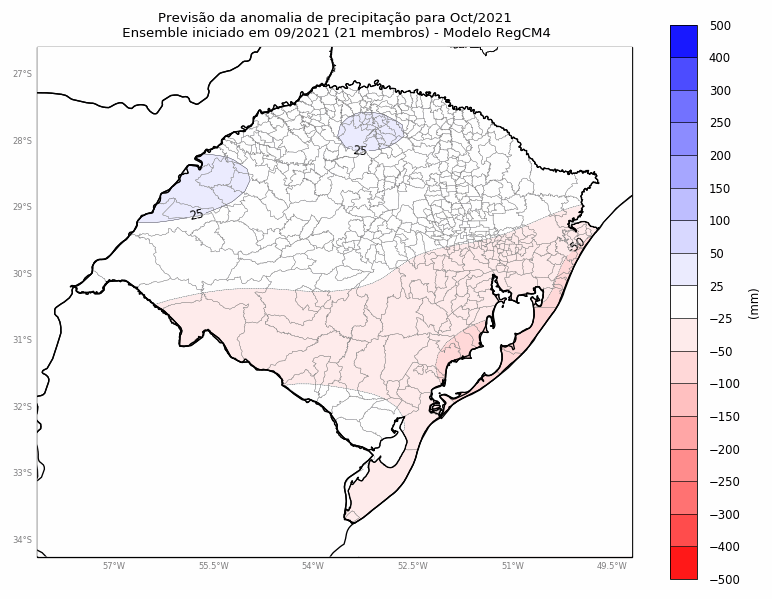 Previsão da anomalia de precipitação para Oct/2021
Ensemble iniciado em 09/2021 (21 membros) - Modelo RegCM4
27°S
28°S
29°S
30°S
31°S
32°S
33°S
34°S
57°W
55.5°W
54°W
52.5°W
51°W
49.5°W
25
25
-50
500
400
300
250
200
150
100
50
25
−25
−50
−100
−150
−200
−250
−300
−400
−500
(mm)